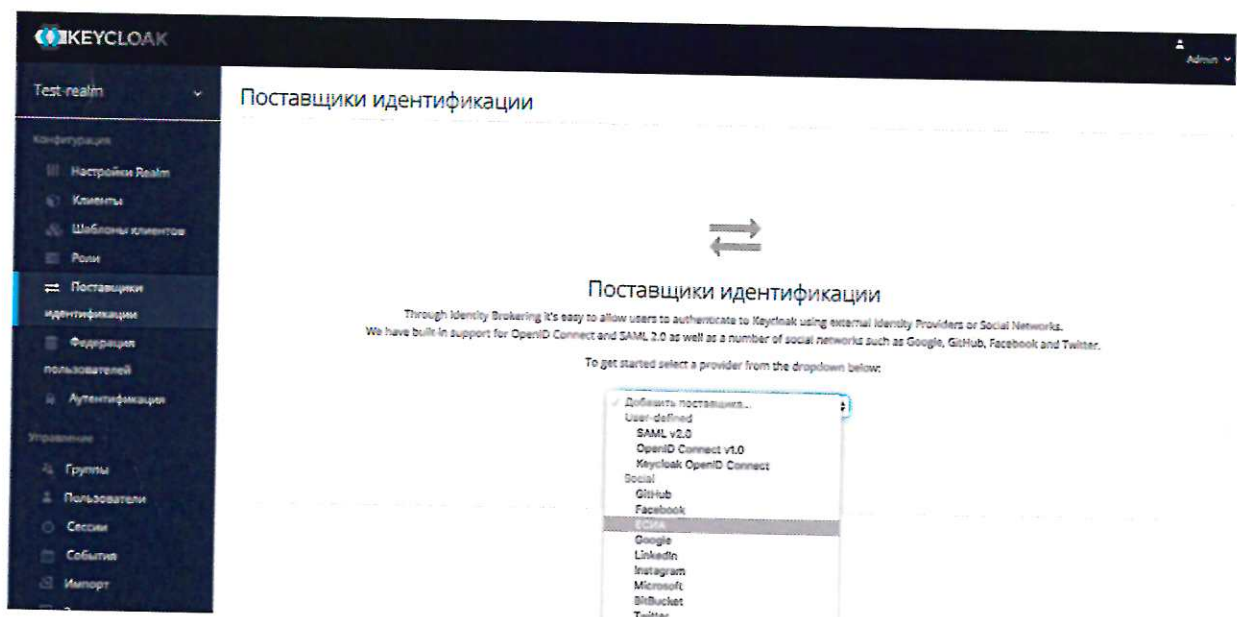 KEYCLOAK
Admin
Test-realm
Поставщики идентификации
Конфигурация
Настройки Realm
Клиенты
Шаблоны клиентов
Роли
Поставщики
идентификации
Федерация
пользователей
Аутентификация
Управление
Группы
Пользователи
Сессии
События
Импорт
Поставщики идентификации
Through Identity Brokering it's easy to allow users to authenticate to Keycloak using external Identity Providers or Social Networks.
We have built-in support for OpenID Connect and SAML 2.0 as well as a number of social networks such as Google, GitHub, Facebook and Twitter.
To get started select a provider from the dropdown below:
Добавить поставщика...
User-defined
SAML v2.0
OpenID Connect v1.0
Keycloak OpenID Connect
Social
GitHub
Facebook
ЕСИА
Google
LinkedIn
Instagram
Microsoft
BitBucket
Twitter